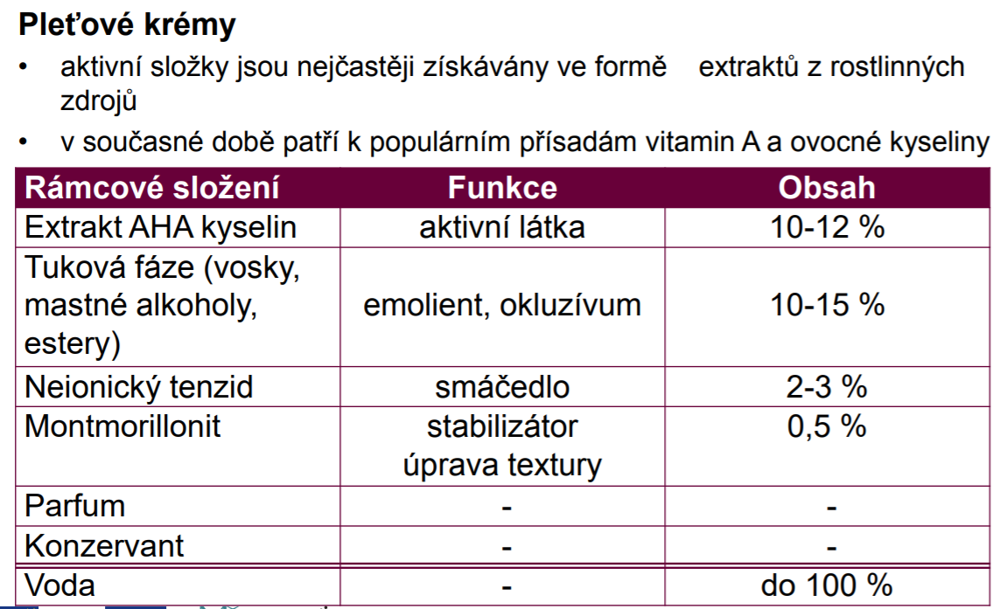 Pleťové krémy
• aktivní složky jsou nejčastěji získávány ve formě extraktů z rostlinných
zdrojů
• v současné době patří k populárním přísadám vitamin A a ovocné kyseliny
Rámcové složení Funkce Obsah
Extrakt AHA kyselin aktivní látka 10-12 %
Tuková fáze (vosky,
mastné alkoholy,
estery) emolient, okluzívum 10-15 %
Neionický tenzid smáčedlo 2-3 %
Montmorillonit stabilizátor 0,5 %
úprava textury
Parfum - -
Konzervant - -
Voda - do 100 %